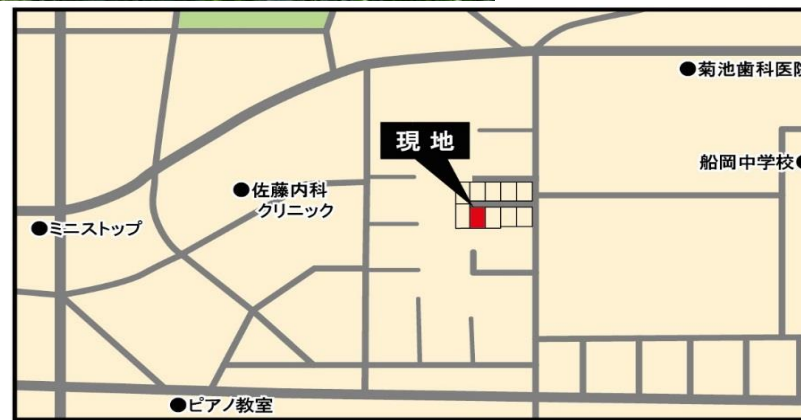 ●菊池歯科医院
現地
船岡中学校●
●佐藤内科
クリニック
●ミニストップ
●ピアノ教室